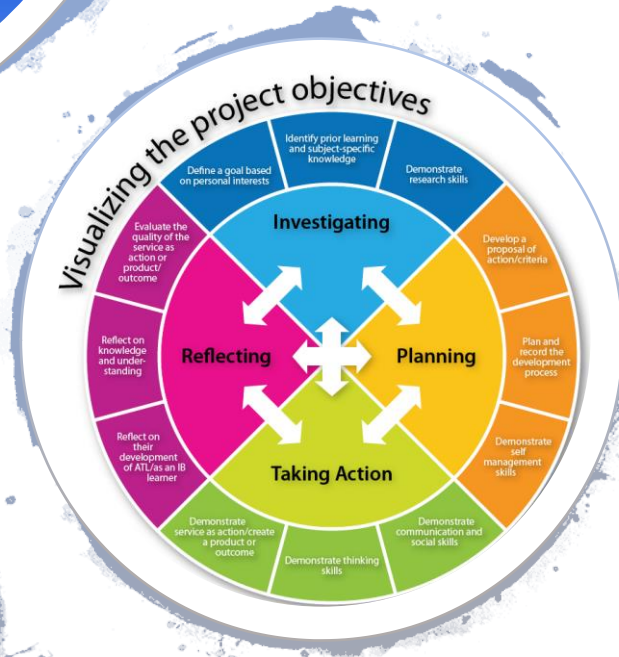 Visualizing the project objectives
Define a goal based
on personal interests
Identify prior learning
and subject-specific
knowledge
Demonstrate
research skills
Investigating
Develop a
proposal of
action/criteria
Plan and
record the
development
process
Demonstrate
self
management
skills
Planning
Demonstrate
communication and
social skills
Demonstrate thinking
skills
Demonstrate
service as action/create
a product or
outcome
Taking Action
Reflect on
their
development
of ATL/as an IB
learner
Reflect on
knowledge
and under-
standing
Evaluate the
quality of the
service as
action or
product/
outcome
Reflecting